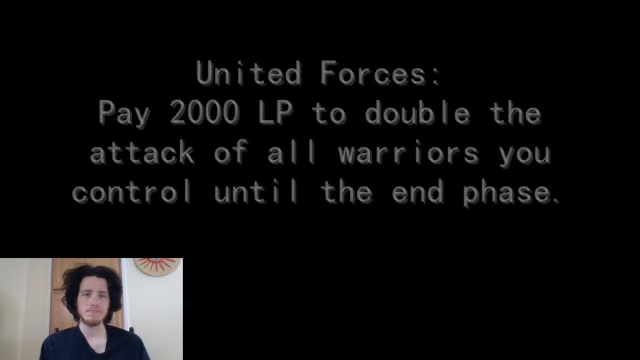 United Forces:
Pay 2000 LP to double the
attack of all warriors you
control until the end phase.